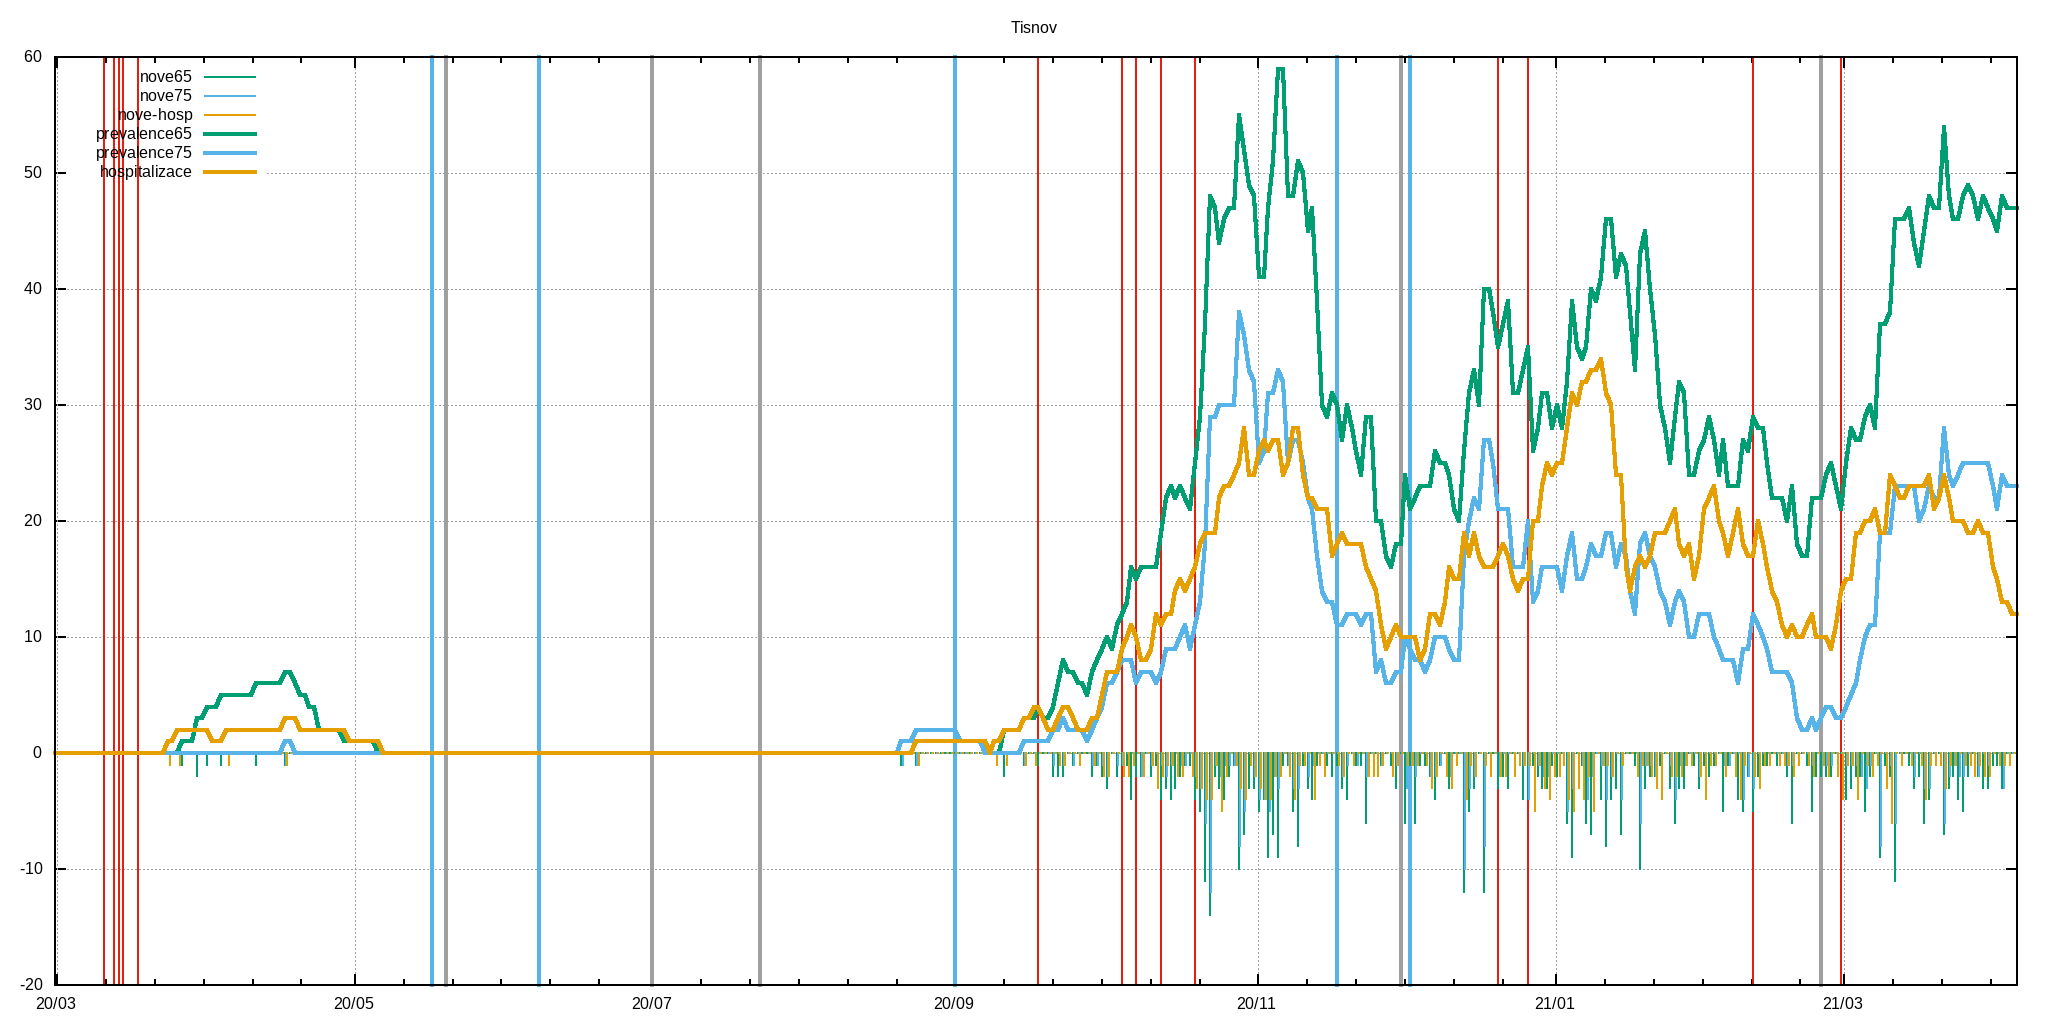 Tisnov
60
50
40
30
20
10
0
-10
-20
nove65
nove75
nove-hosp
prevalence65
prevalence75
hospitalizace
20/03 20/05 20/07 20/09 20/11 21/01 21/03